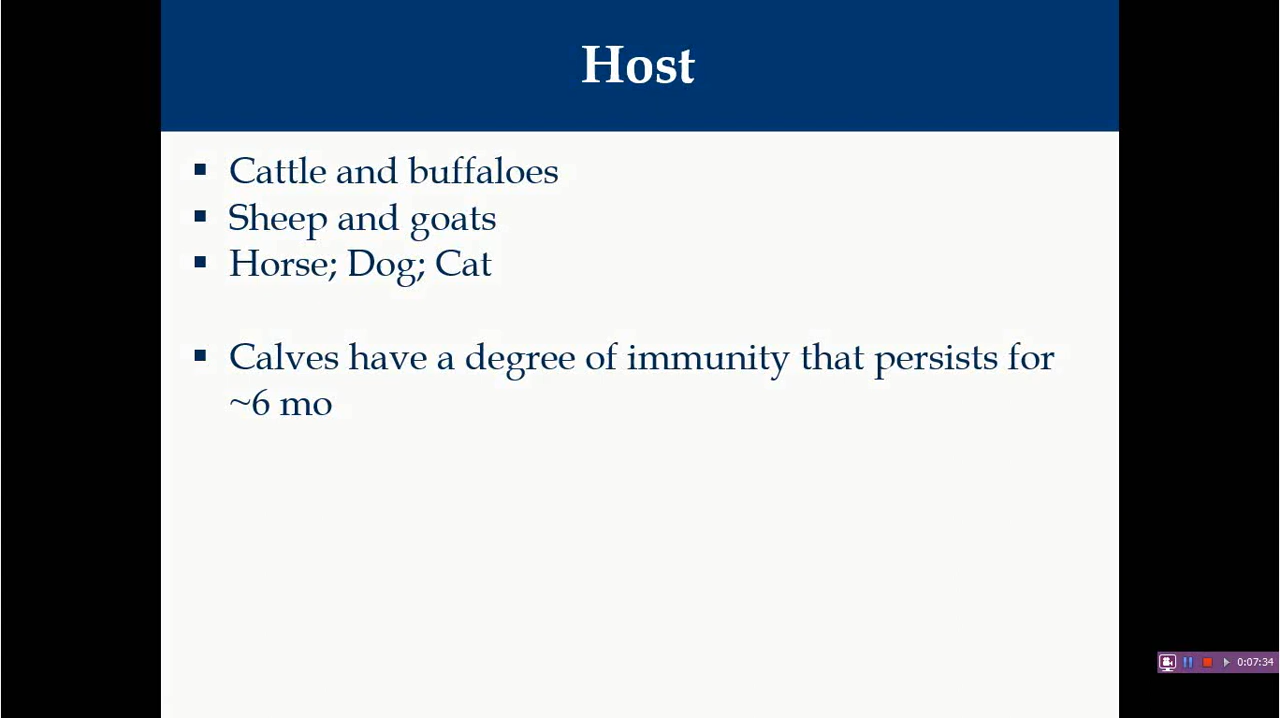 Host
▪ Cattle and buffaloes
▪ Sheep and goats
▪ Horse; Dog; Cat
▪ Calves have a degree of immunity that persists for
~6 mo
0:07:34